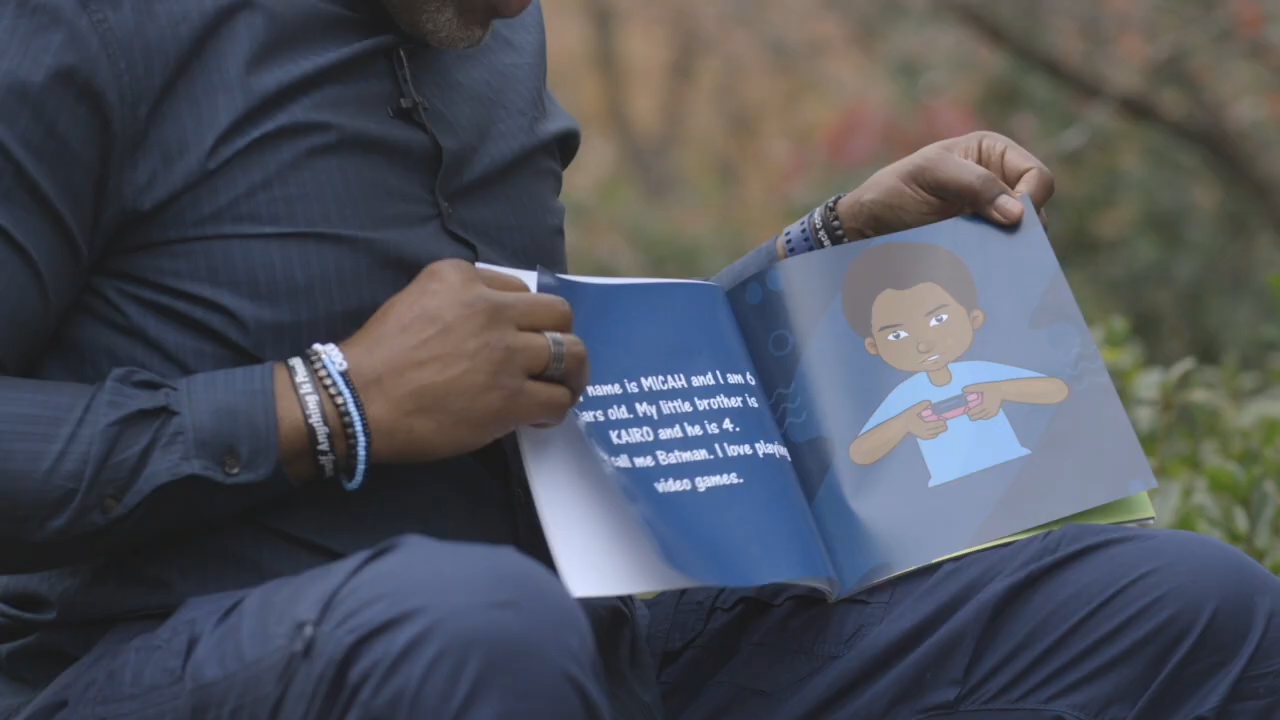 name is MICAH and I am 6
ars old. My little brother is
KAIRO and he is 4.
call me Batman. I love playing
video games.